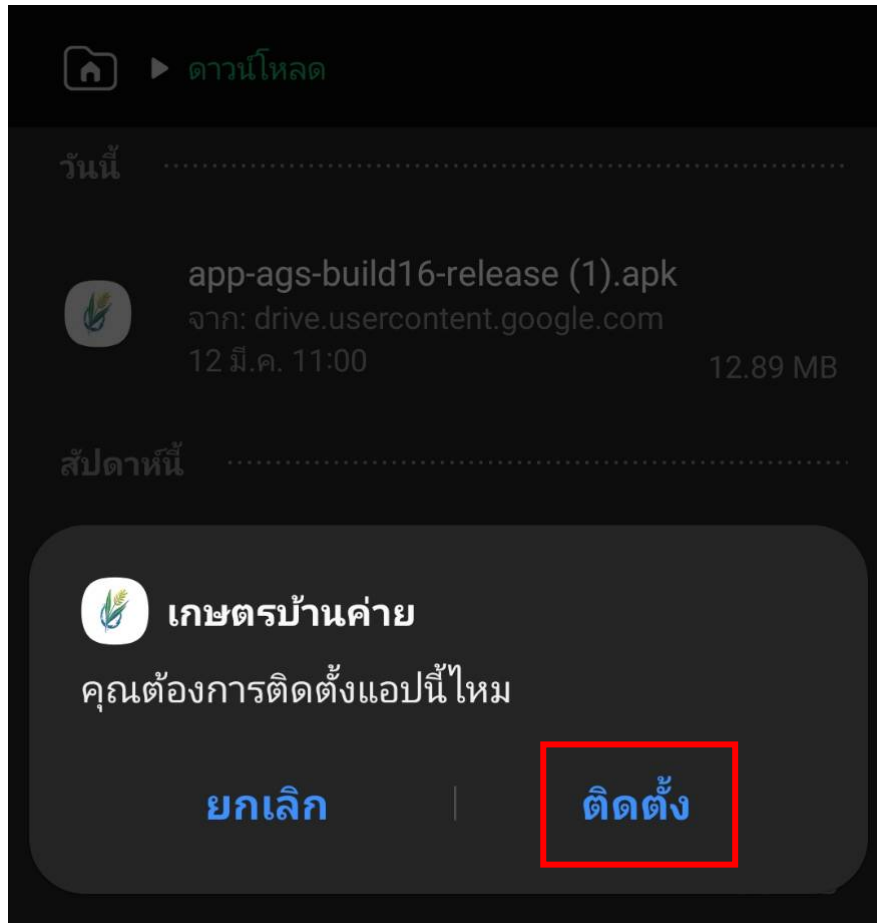 ดาวน์โหลด
วันนี้
app-ags-build16-release (1).apk
จาก: drive.usercontent.google.com
12 มี.ค. 11:00
12.89 MB
สัปดาห์นี้
เกษตรบ้านค่าย
คุณต้องการติดตั้งแอปนี้ไหม
ยกเลิก
ติดตั้ง